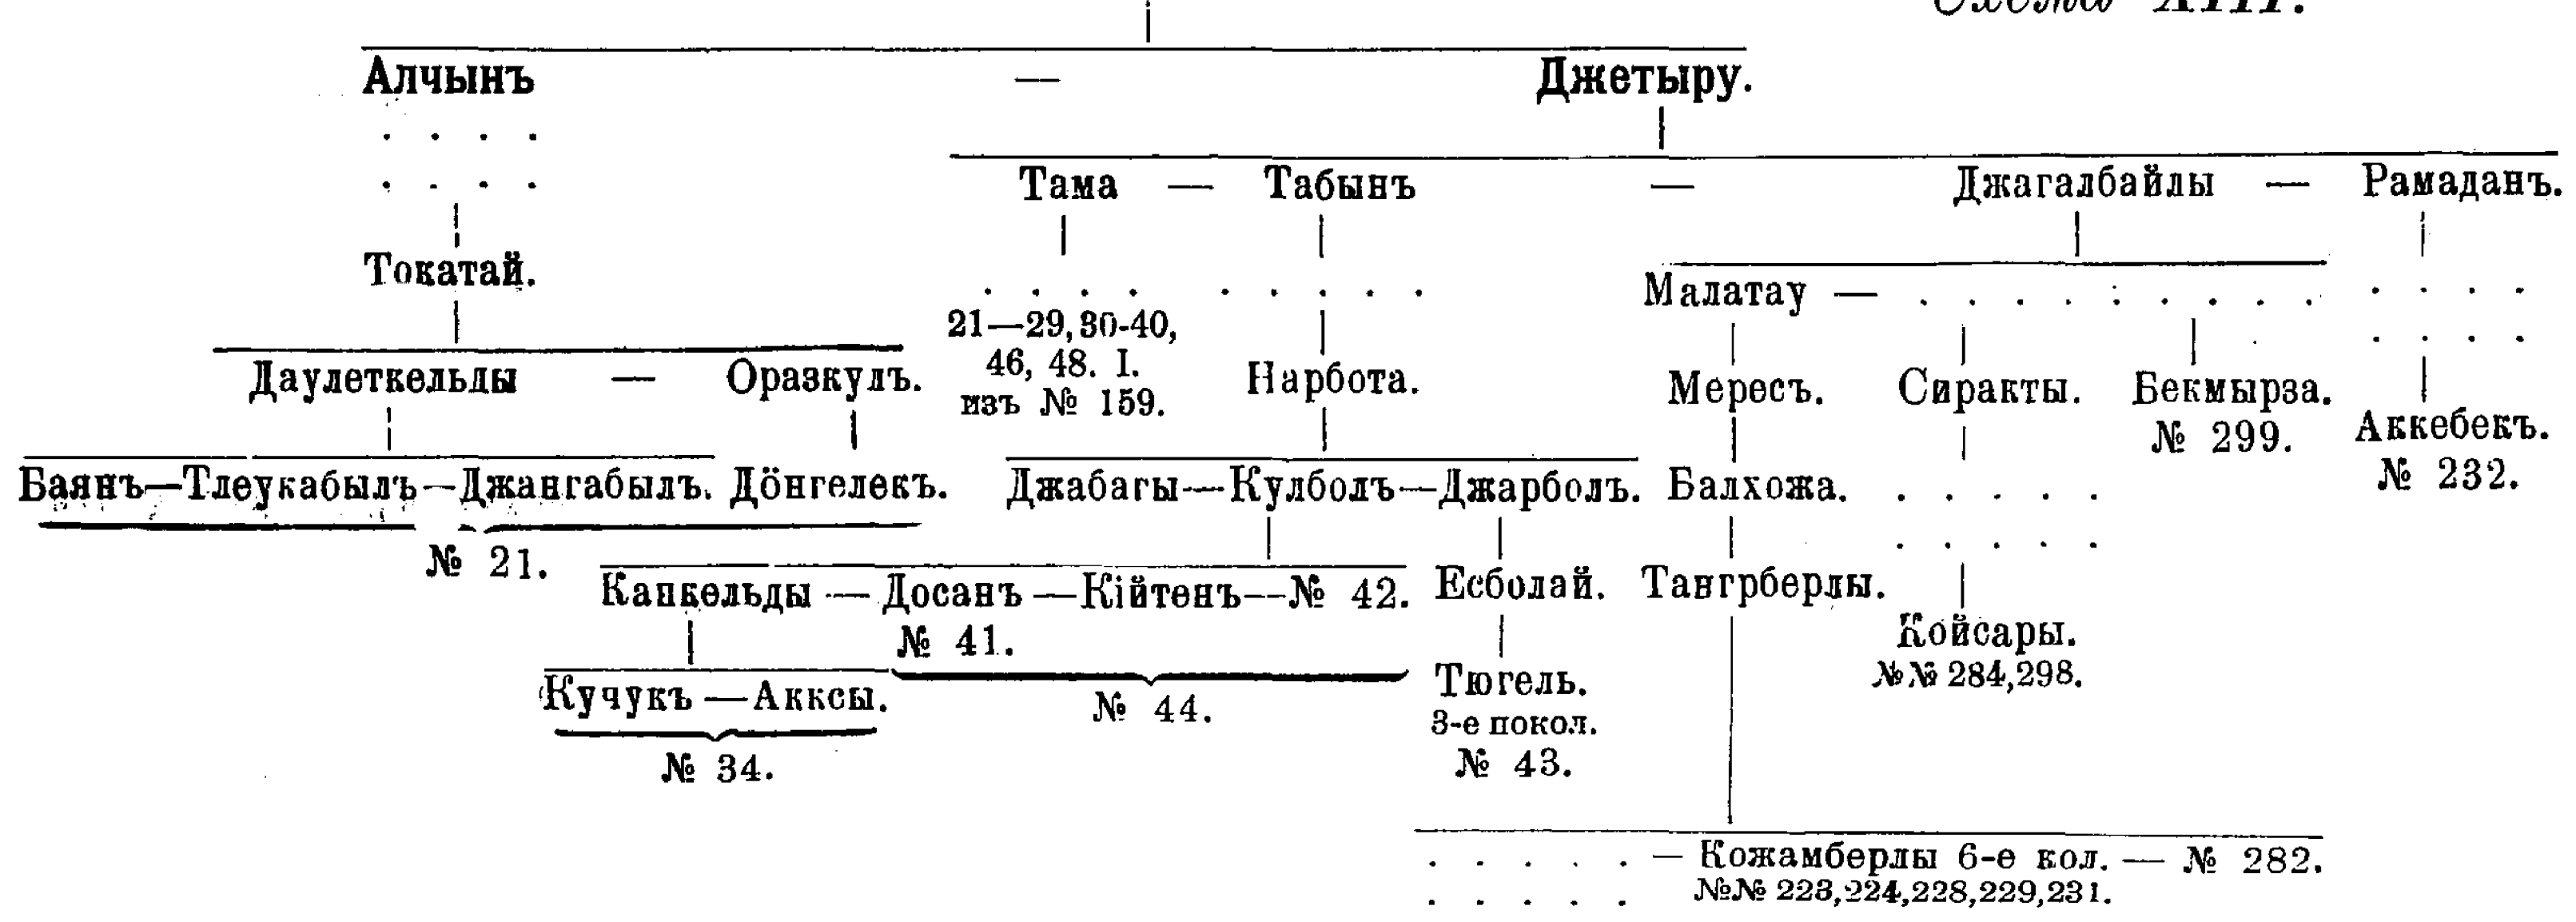 Схема XIII.
Алчынъ — Джетыру.
. . . .
. . . .
Тама — Табынъ — Джагалбайлы — Рамаданъ.
Токатай.
. . . . . . . . .
Малатау — . . . . . . . . . . . . .
21—29, 30-40,
46, 48. I.
изъ № 159.
. . . .
Даулеткельды — Оразкулъ.
Нарбота.
Мересъ. Сиракты. Бекмырза.
№ 299.
Аккебекъ.
№ 232.
Баянъ—Тлеукабылъ—Джангабылъ. Дöнгелекъ.
Джабагы—Кулболъ—Джарболъ.
Балхожа. . . . . .
. . . . .
№ 21.
Канкельды — Досанъ — Кійтенъ — № 42.
№ 41.
Есболай. Тангрберлы.
Койсары.
№№ 284,298.
Кучукъ — Акксы.
№ 44.
Тюгель.
3-е покол.
№ 43.
№ 34.
. . . . . — Кожамберлы 6-е кол. — № 282.
. . . . . №№ 223,224,228,229,231.